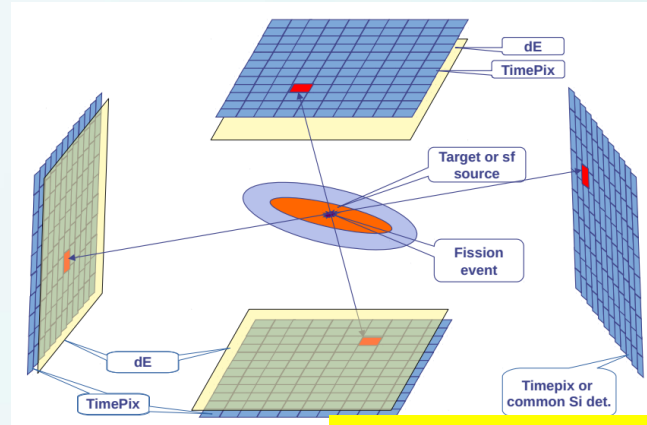 dE
TimePix
Target or sf
source
Fission
event
dE
TimePix
Timepix or
common Si det.